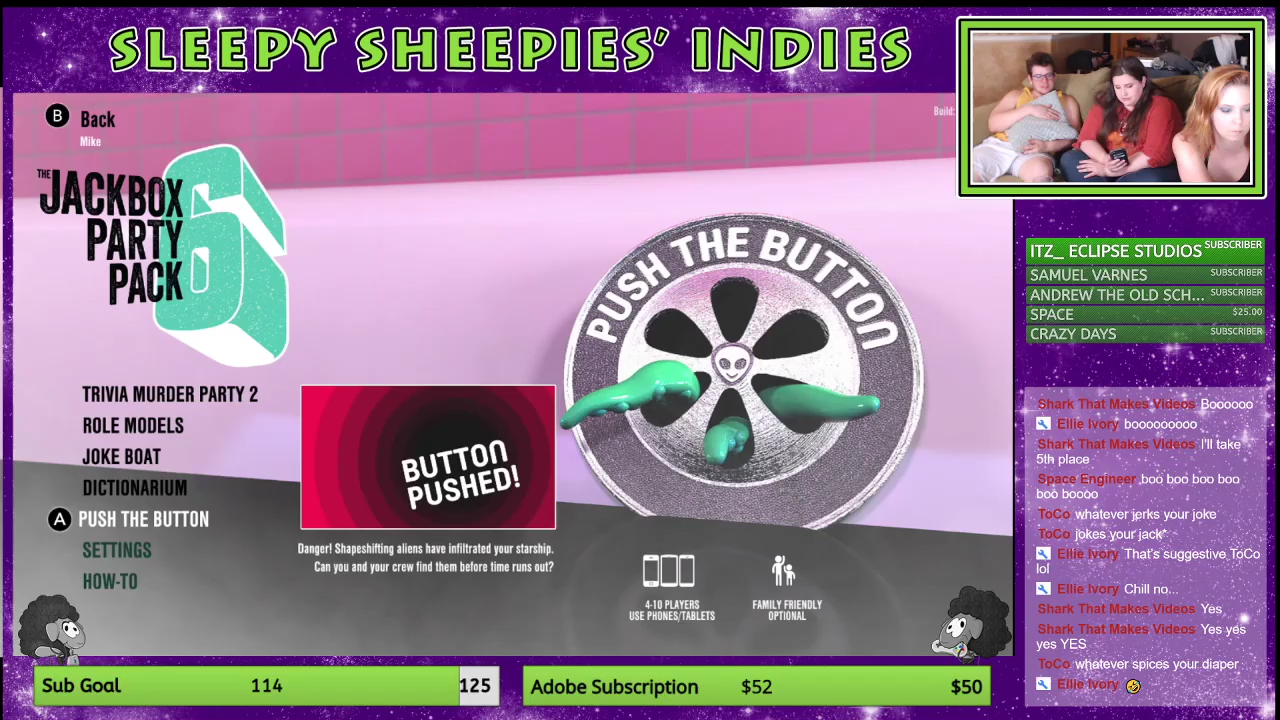 SLEEPY SHEEPIES' INDIES
B Back
Mike
Build:
THE
JACKBOX
PARTY
PACK
6
TRIVIA MURDER PARTY 2
ROLE MODELS
JOKE BOAT
DICTIONARIUM
A PUSH THE BUTTON
SETTINGS
HOW-TO
BUTTON
PUSHED!
Danger! Shapeshifting aliens have infiltrated your starship.
Can you and your crew find them before time runs out?
PUSH THE BUTTON
4-10 PLAYERS
USE PHONES/TABLETS
FAMILY FRIENDLY
OPTIONAL
ITZ_ ECLIPSE STUDIOS SUBSCRIBER
SAMUEL VARNES SUBSCRIBER
ANDREW THE OLD SCH... SUBSCRIBER
SPACE $25.00
CRAZY DAYS SUBSCRIBER
Shark That Makes Videos Boooooo
Ellie Ivory booooooooo
Shark That Makes Videos I'll take
5th place
Space Engineer boo boo boo boo
boo boooo
ToCo whatever jerks your joke
ToCo jokes your jack*
Ellie Ivory That's suggestive ToCo
lol
Ellie Ivory Chill no...
Shark That Makes Videos Yes
Shark That Makes Videos Yes yes
yes YES
ToCo whatever spices your diaper
Ellie Ivory
Sub Goal 114 125
Adobe Subscription $52 $50